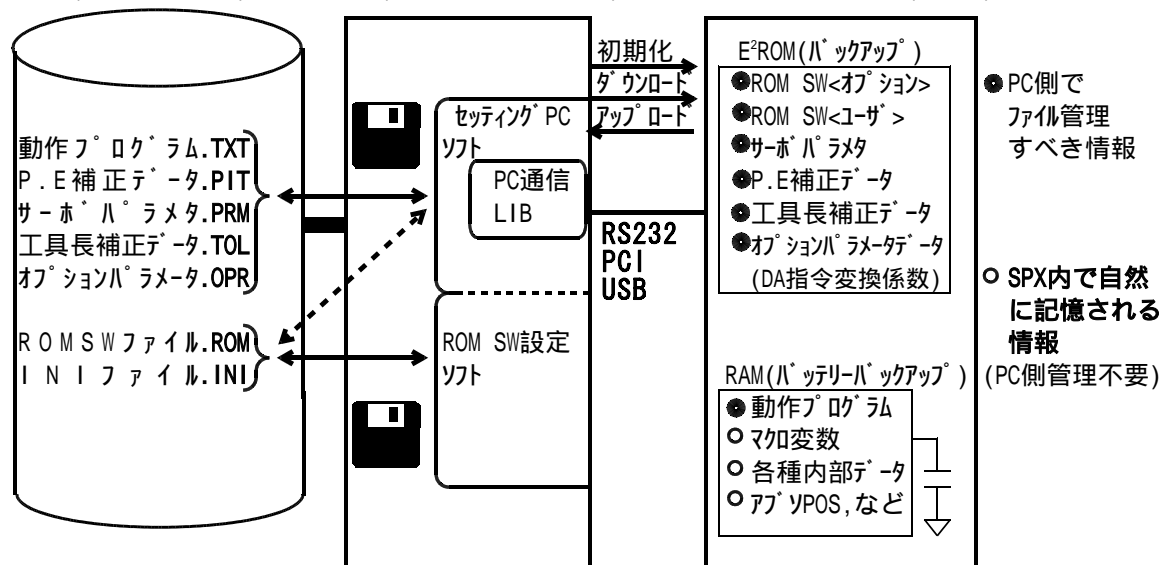 動作プログラム.TXT
P.E補正データ.PIT
サーボパラメタ.PRM
工具長補正データ.TOL
オプションパラメータ.OPR
ROMSWファイル.ROM
INIファイル.INI
セッティングPC
ソフト
PC通信
LIB
ROM SW設定
ソフト
初期化
ダウンロード
アップロード
RS232
PCI
USB
E²ROM(バックアップ)
●ROM SW<オプション>
●ROM SW<ユーザ>
●サーボパラメタ
●P.E補正データ
●工具長補正データ
●オプションパラメータデータ
(DA指令変換係数)
RAM(バッテリーバックアップ)
●動作プログラム
○マクロ変数
○各種内部データ
○アブソPOS,など
●PC側で
ファイル管理
すべき情報
○SPX内で自然
に記憶される
情報
(PC側管理不要)